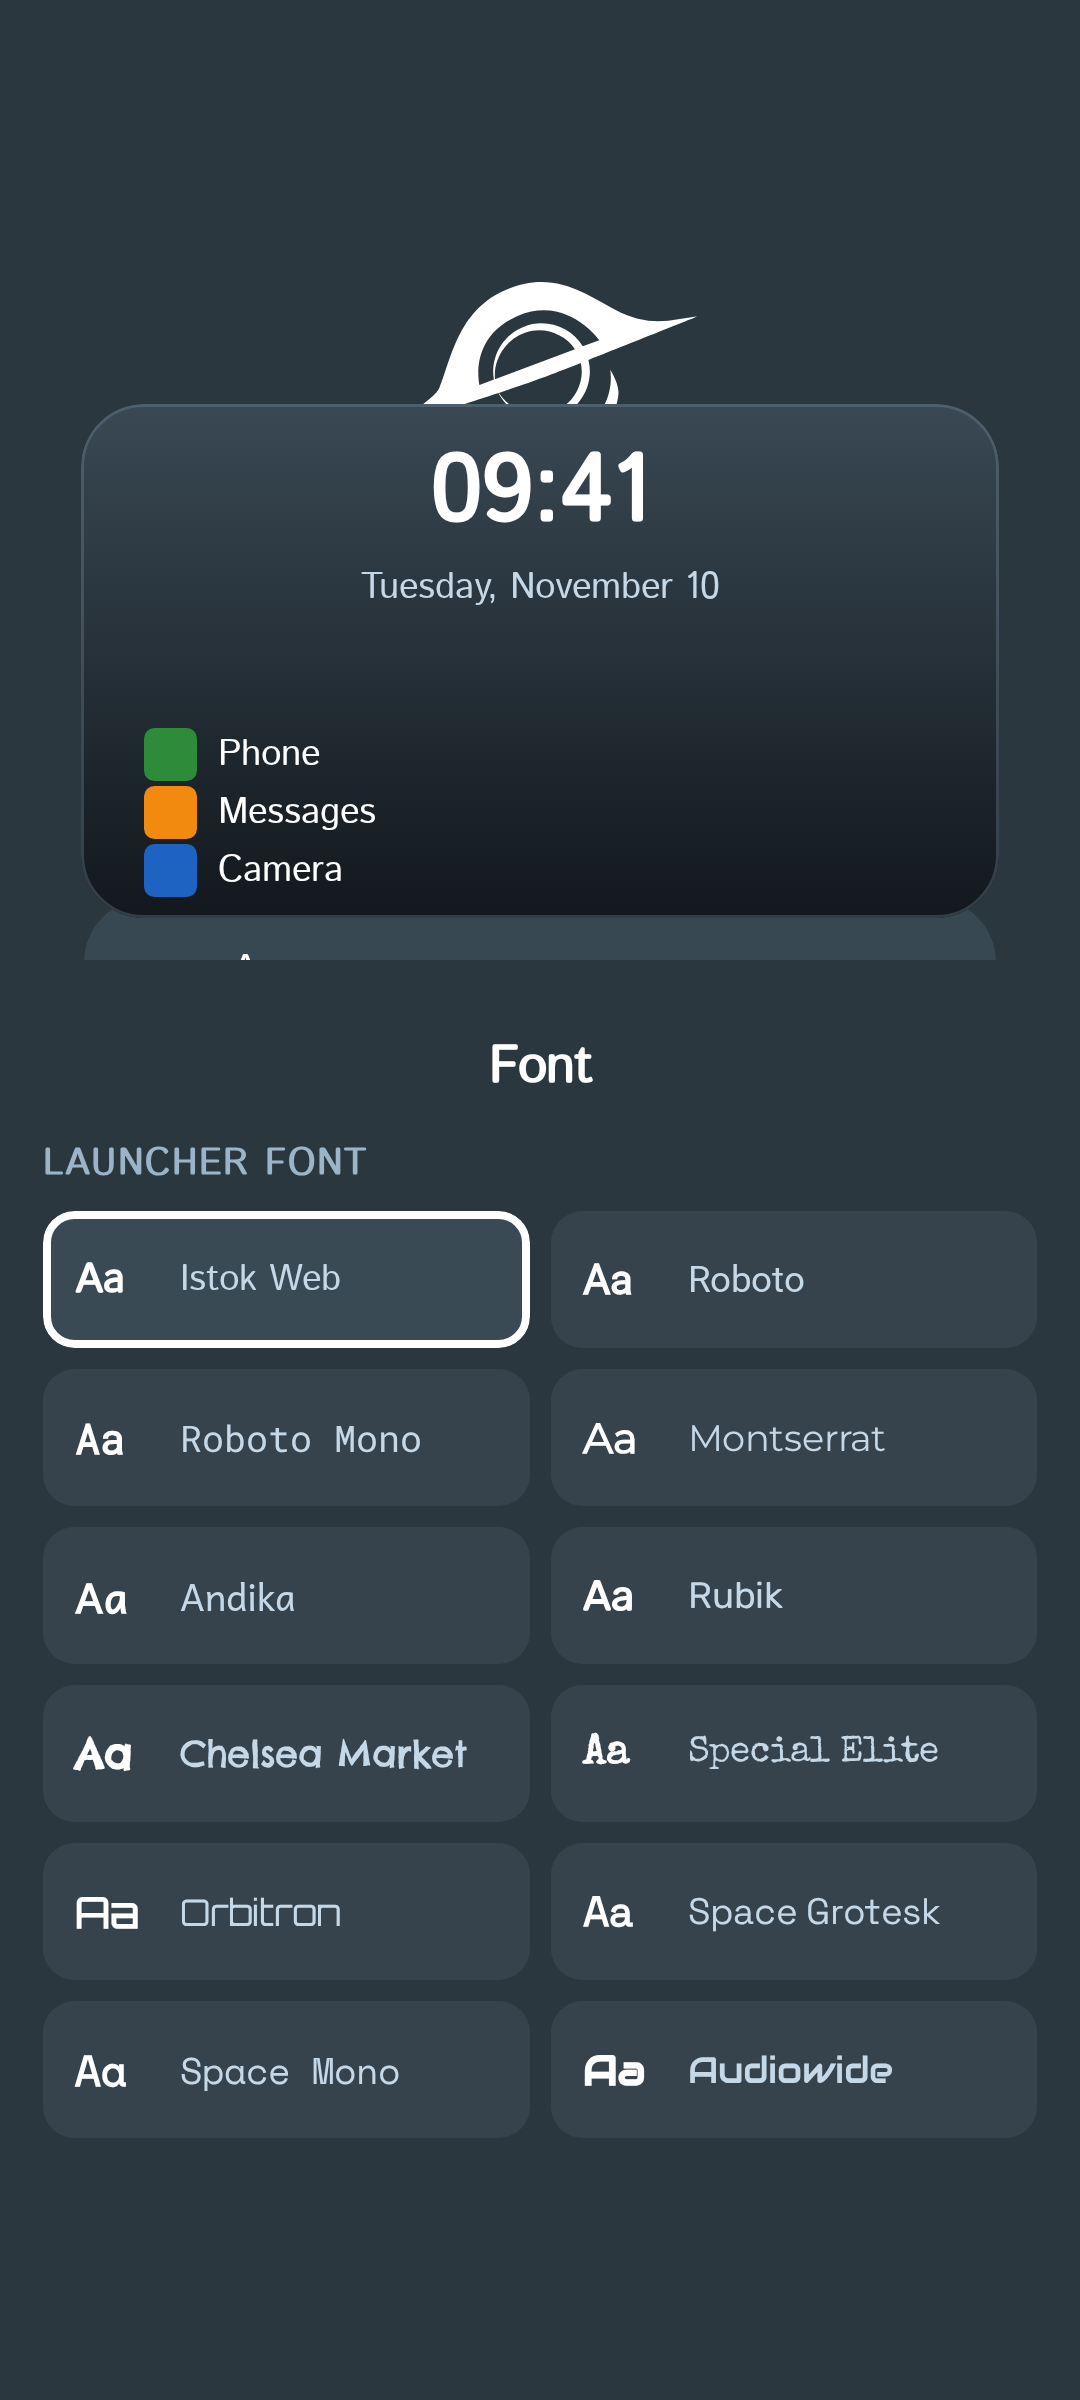 09:41
Tuesday, November 10
Phone
Messages
Camera
Font
LAUNCHER FONT
Aa Istok Web
Aa Roboto
Aa Roboto Mono
Aa Montserrat
Aa Andika
Aa Rubik
Aa Chelsea Market
Aa Special Elite
Aa Orbitron
Aa Space Grotesk
Aa Space Mono
Aa Audiowide